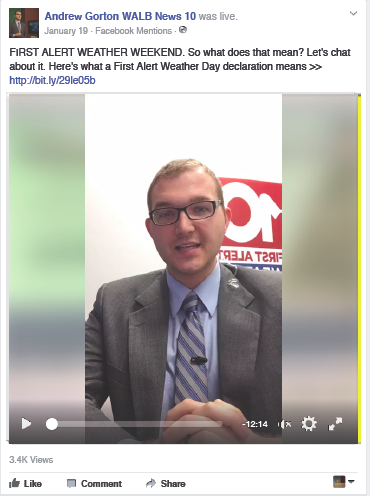 Andrew Gorton WALB News 10 was live.
January 19 · Facebook Mentions ·
FIRST ALERT WEATHER WEEKEND. So what does that mean? Let's chat
about it. Here's what a First Alert Weather Day declaration means >>
http://bit.ly/29Ie05b
10
FIRST ALERT
-12:14
3.4K Views
Like Comment Share